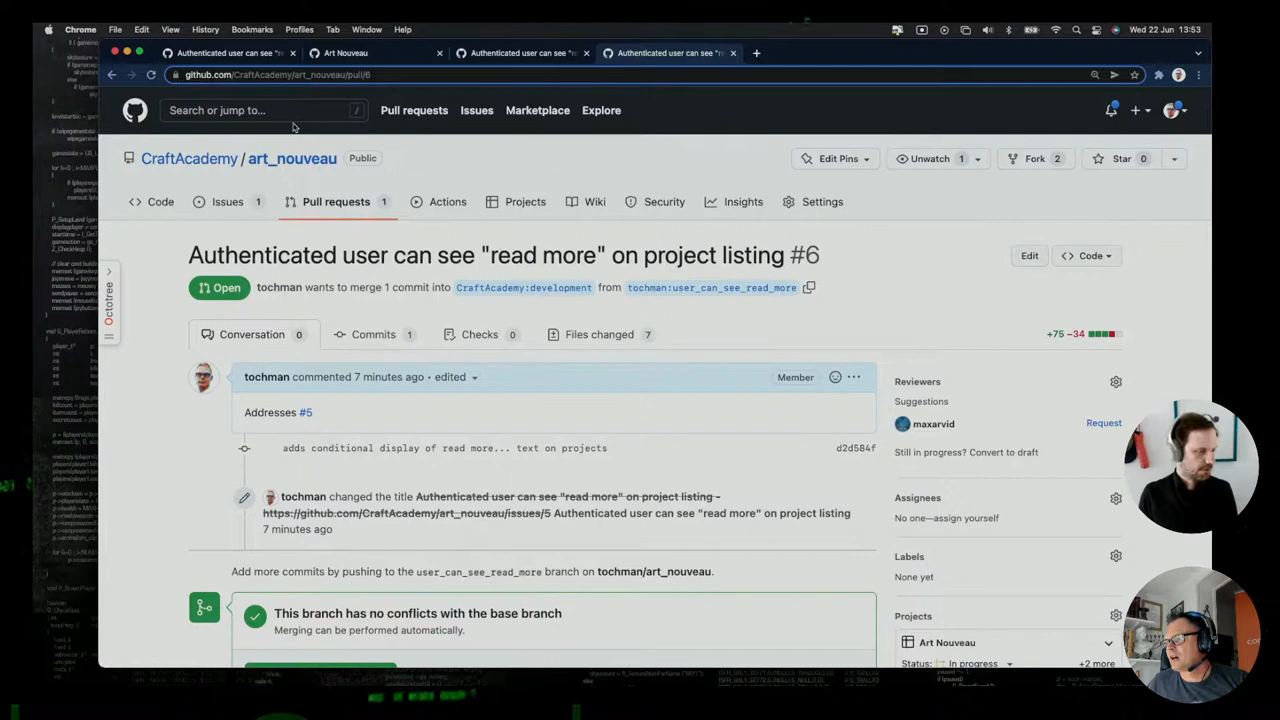 Chrome File Edit View History Bookmarks Profiles Tab Window Help Wed 22 Jun 13:53
Authenticated user can see "re Art Nouveau Authenticated user can see "re Authenticated user can see "re
github.com/CraftAcademy/art_nouveau/pull/6
Search or jump to... / Pull requests Issues Marketplace Explore
CraftAcademy / art_nouveau Public Edit Pins Unwatch 1 Fork 2 Star 0
Code Issues 1 Pull requests 1 Actions Projects Wiki Security Insights Settings
Authenticated user can see "read more" on project listing #6 Edit Code
Open tochman wants to merge 1 commit into CraftAcademy:development from tochman:user_can_see_read_more
Octotree
Conversation 0 Commits 1 Checks 0 Files changed 7 +75 −34
tochman commented 7 minutes ago • edited Member
Addresses #5
adds conditional display of read more... text on projects d2d584f
tochman changed the title Authenticated user can see "read more" on project listing -
https://github.com/CraftAcademy/art_nouveau/issues/5 Authenticated user can see "read more" on project listing
7 minutes ago
Add more commits by pushing to the user_can_see_read_more branch on tochman/art_nouveau.
This branch has no conflicts with the base branch
Merging can be performed automatically.
Reviewers
Suggestions
maxarvid Request
Still in progress? Convert to draft
Assignees
No one—assign yourself
Labels
None yet
Projects
Art Nouveau
Status: In progress +2 more